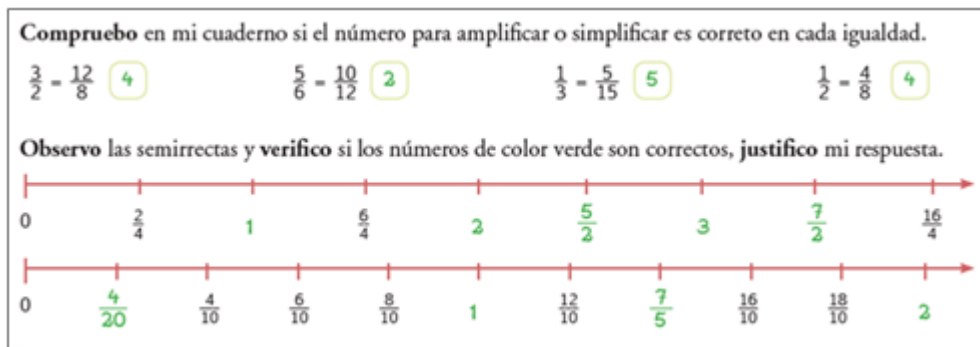 Compruebo en mi cuaderno si el número para amplificar o simplificar es correcto en cada igualdad.
3/2 = 12/8 4 5/6 = 10/12 2 1/3 = 5/15 5 1/2 = 4/8 4
Observo las semirrectas y verifico si los números de color verde son correctos, justifico mi respuesta.
0 2/4 1 6/4 2 5/2 3 7/2 16/4
0 4/20 4/10 6/10 8/10 1 12/10 7/5 16/10 18/10 2